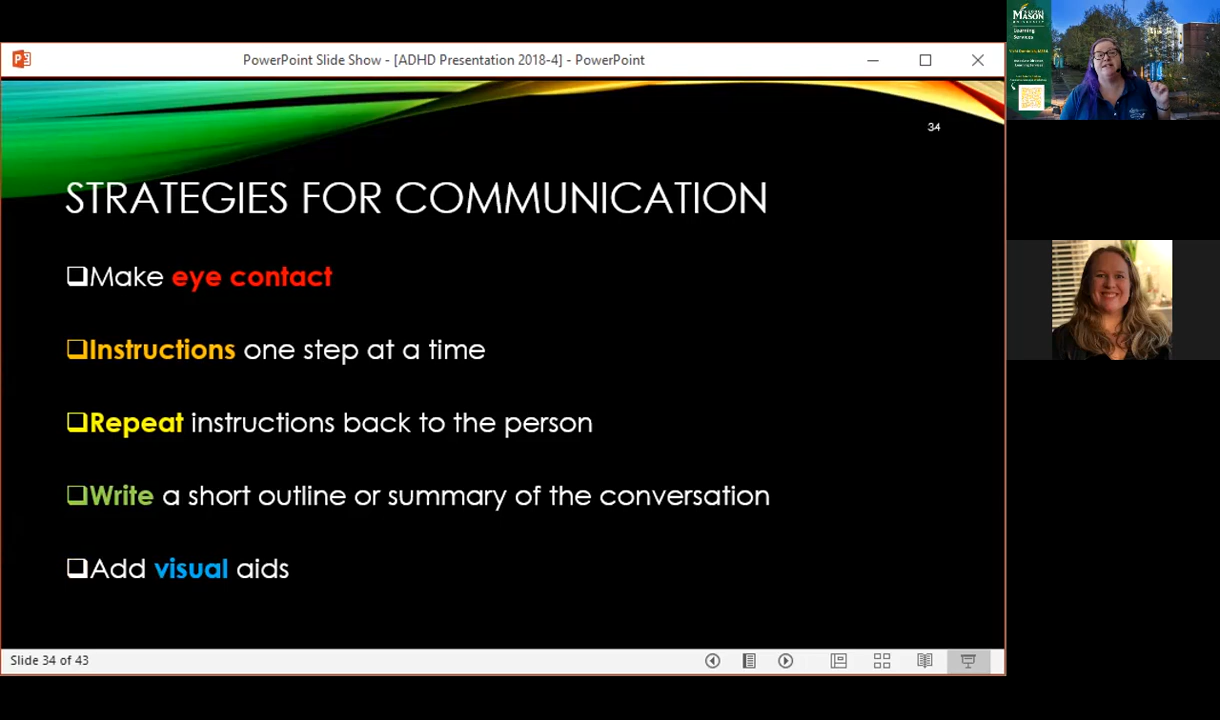 PowerPoint Slide Show - [ADHD Presentation 2018-4] - PowerPoint
34
STRATEGIES FOR COMMUNICATION
Make eye contact
Instructions one step at a time
Repeat instructions back to the person
Write a short outline or summary of the conversation
Add visual aids
Slide 34 of 43
MASON
Learning
Services